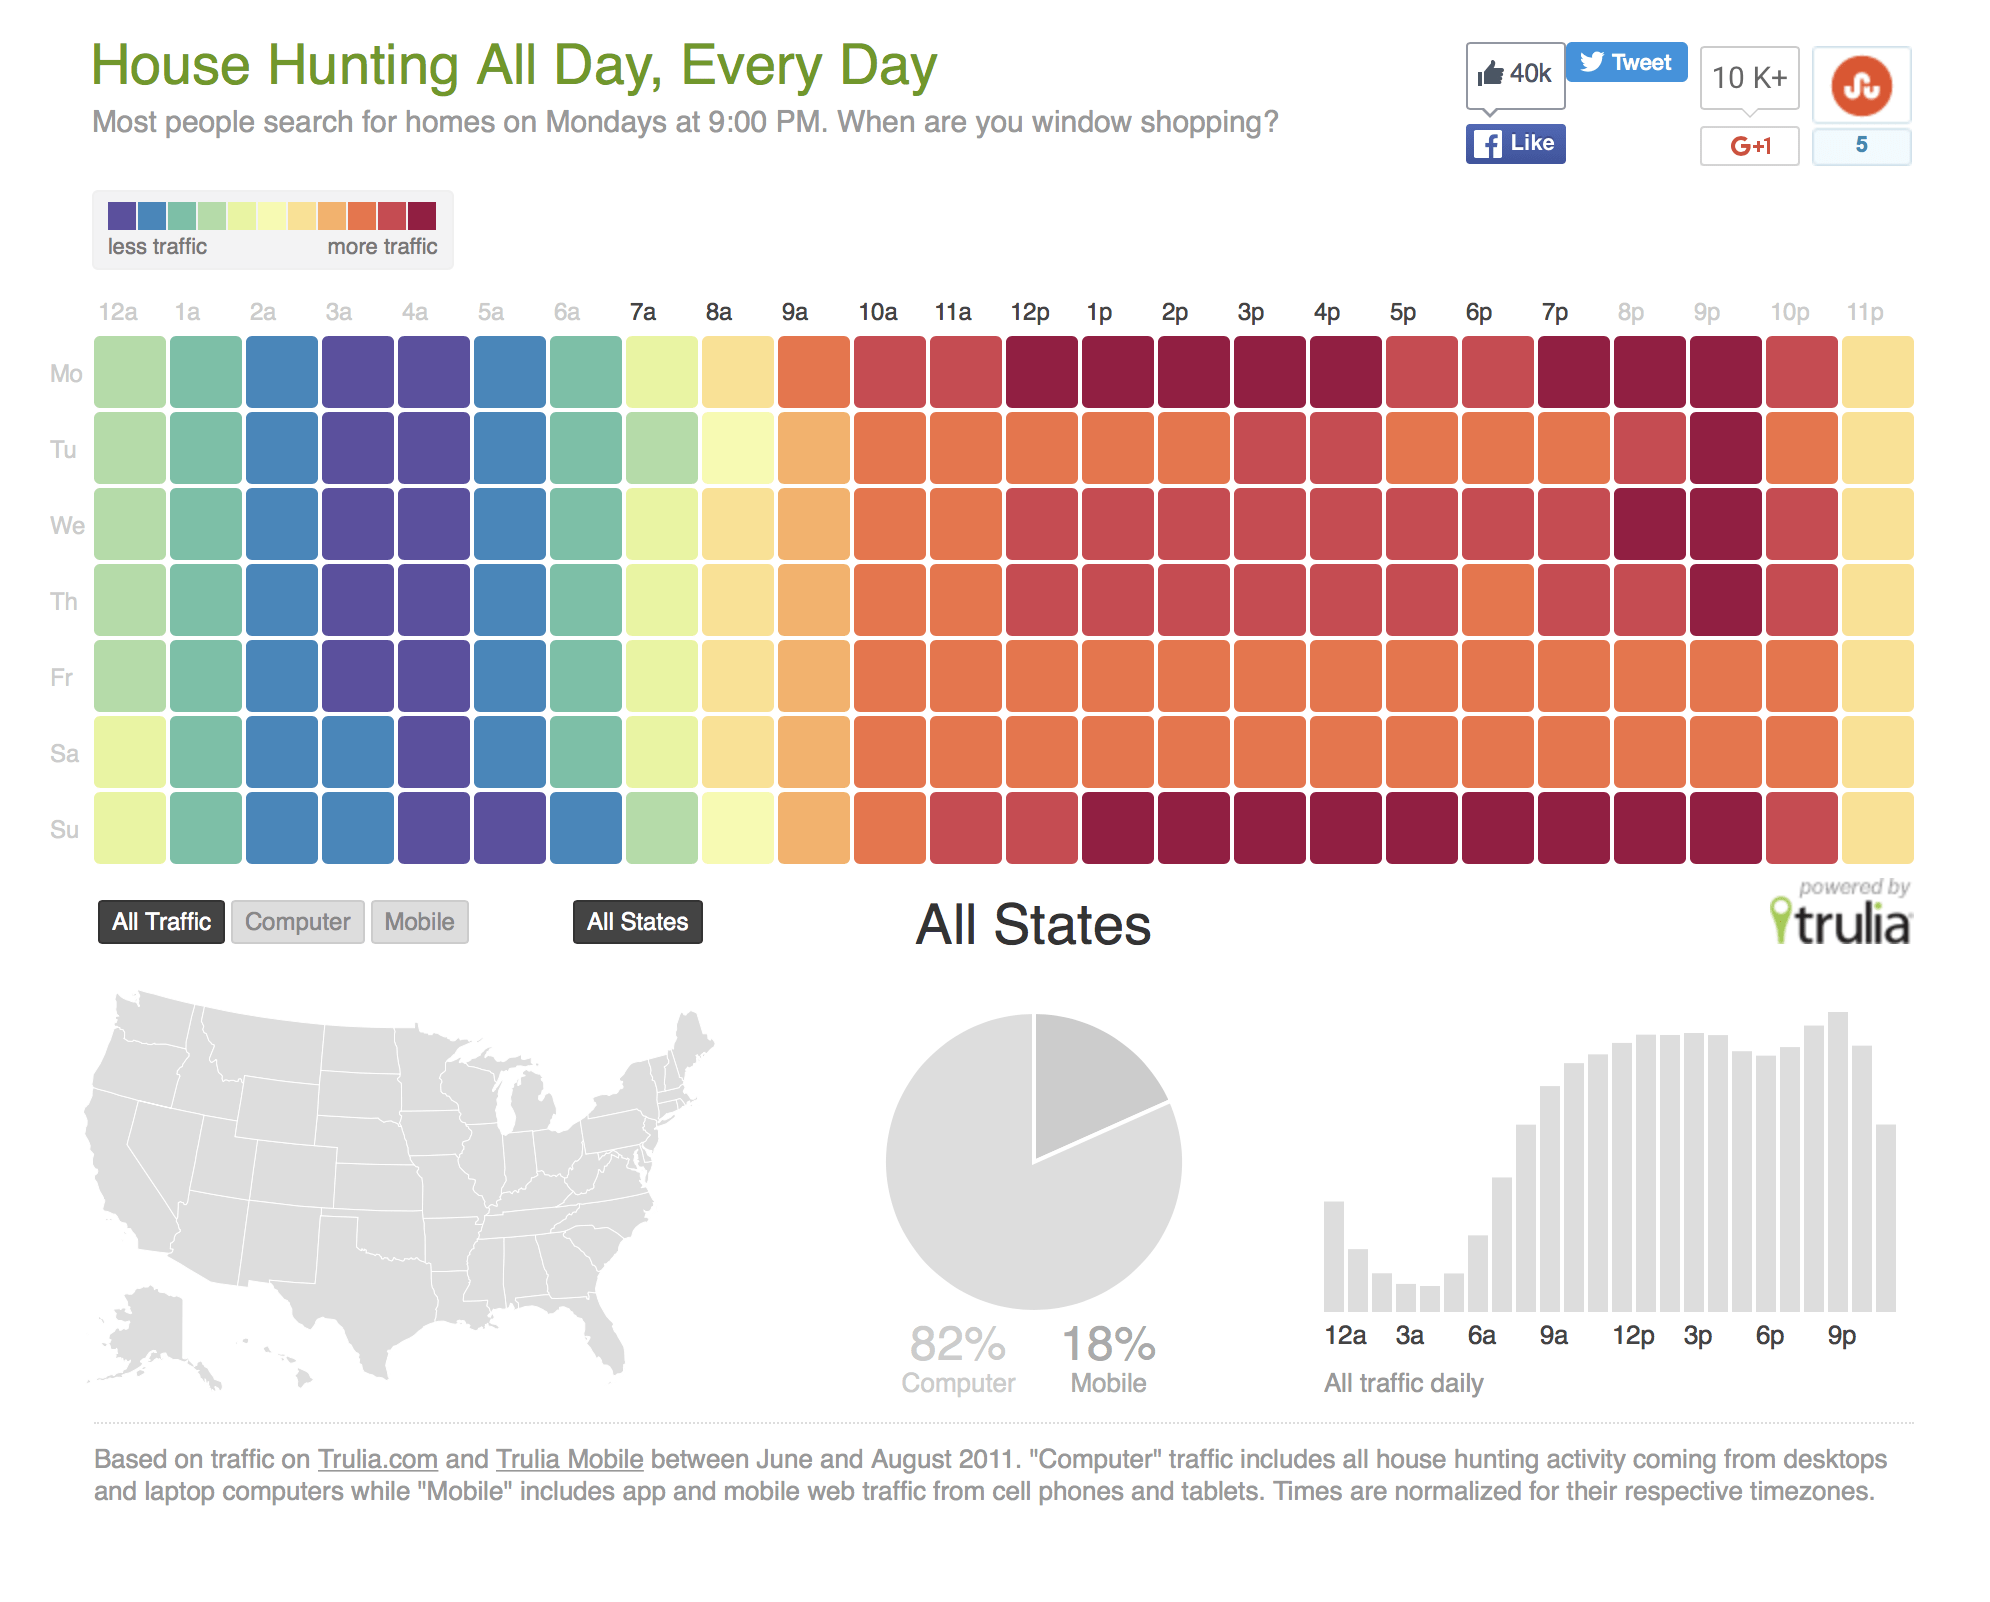 House Hunting All Day, Every Day
Most people search for homes on Mondays at 9:00 PM. When are you window shopping?
40k
Like
Tweet
10 K+
G+1
5
less traffic more traffic
12a 1a 2a 3a 4a 5a 6a 7a 8a 9a 10a 11a 12p 1p 2p 3p 4p 5p 6p 7p 8p 9p 10p 11p
Mo
Tu
We
Th
Fr
Sa
Su
All Traffic Computer Mobile All States
All States
powered by
trulia
82% 18%
Computer Mobile
12a 3a 6a 9a 12p 3p 6p 9p
All traffic daily
Based on traffic on Trulia.com and Trulia Mobile between June and August 2011. "Computer" traffic includes all house hunting activity coming from desktops
and laptop computers while "Mobile" includes app and mobile web traffic from cell phones and tablets. Times are normalized for their respective timezones.